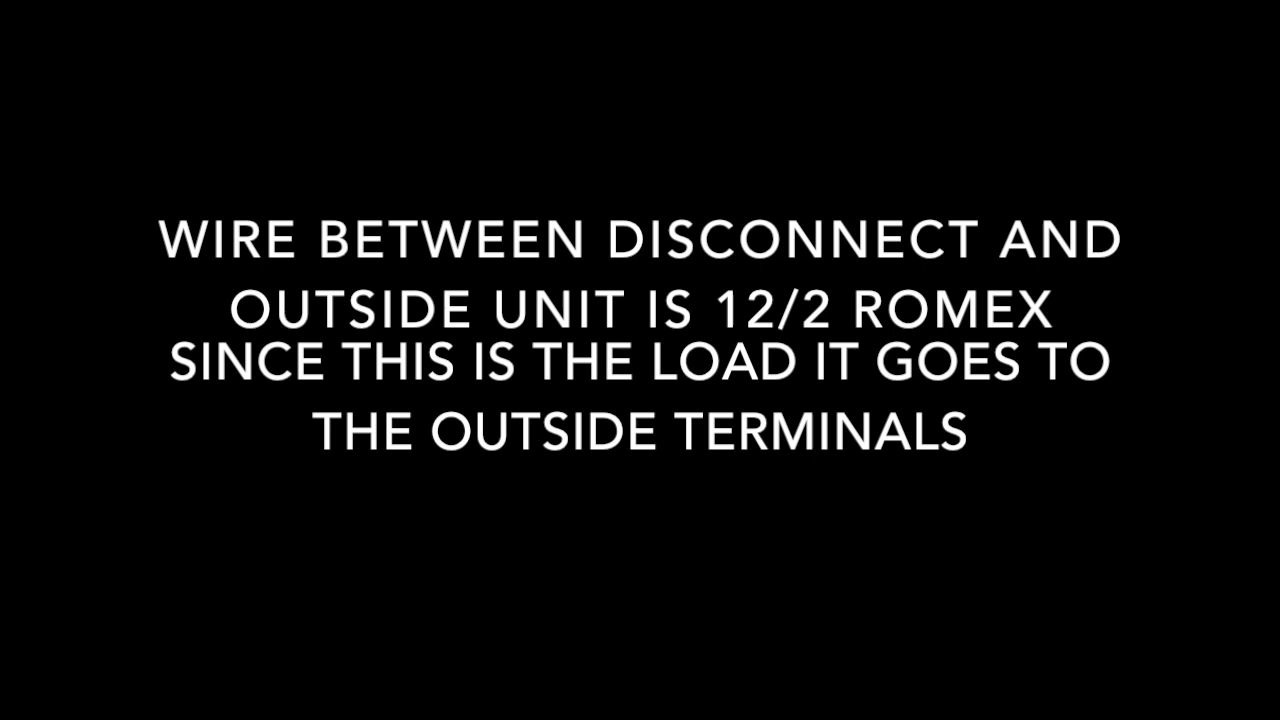 WIRE BETWEEN DISCONNECT AND
OUTSIDE UNIT IS 12/2 ROMEX
SINCE THIS IS THE LOAD IT GOES TO
THE OUTSIDE TERMINALS